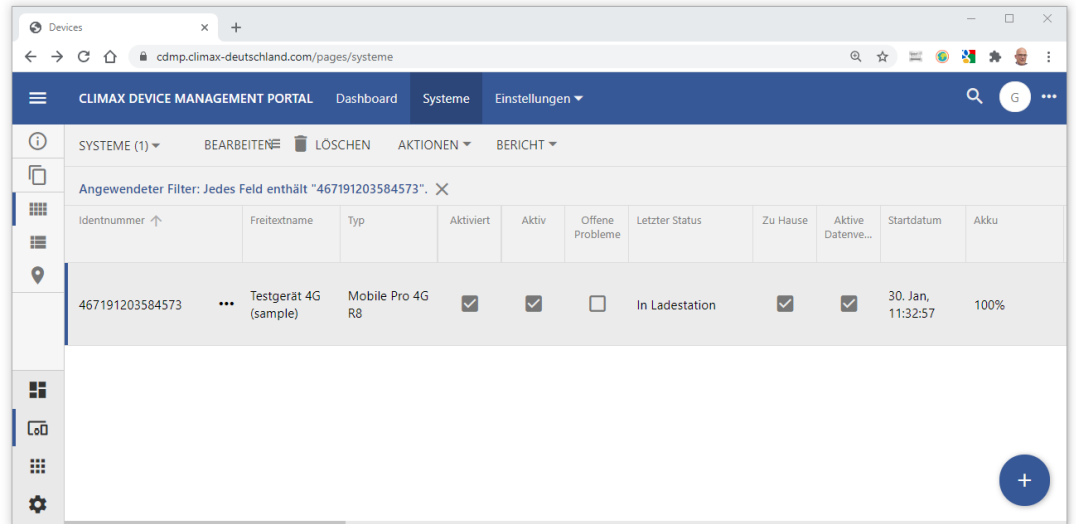 Devices
cdmp.climax-deutschland.com/pages/systeme
CLIMAX DEVICE MANAGEMENT PORTAL Dashboard Systeme Einstellungen
G
SYSTEME (1) BEARBEITEN LÖSCHEN AKTIONEN BERICHT
Angewendeter Filter: Jedes Feld enthält "467191203584573".
Identnummer Freitextname Typ Aktiviert Aktiv Offene Probleme Letzter Status Zu Hause Aktive Datenve... Startdatum Akku
467191203584573 Testgerät 4G (sample) Mobile Pro 4G R8 In Ladestation 30. Jan, 11:32:57 100%